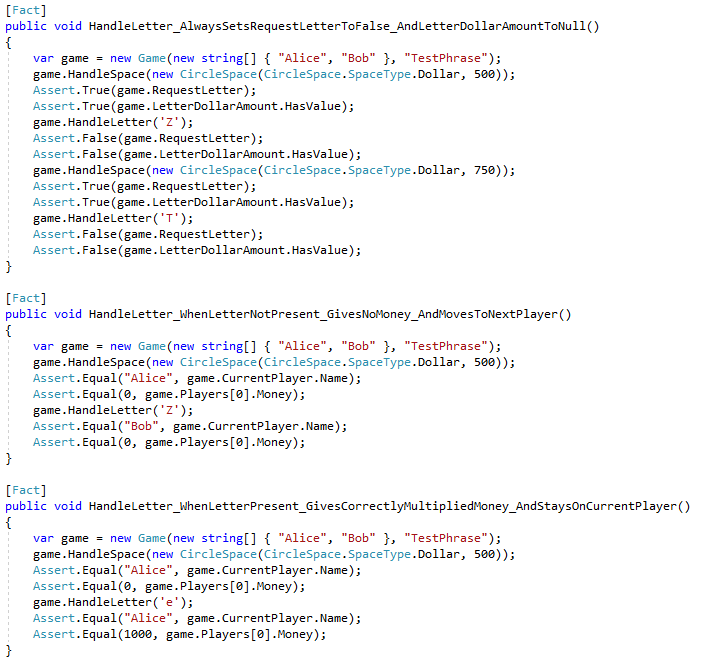 [Fact]
public void HandleLetter_AlwaysSetsRequestLetterToFalse_AndLetterDollarAmountToNull()
{
    var game = new Game(new string[] { "Alice", "Bob" }, "TestPhrase");
    game.HandleSpace(new CircleSpace(CircleSpace.SpaceType.Dollar, 500));
    Assert.True(game.RequestLetter);
    Assert.True(game.LetterDollarAmount.HasValue);
    game.HandleLetter('Z');
    Assert.False(game.RequestLetter);
    Assert.False(game.LetterDollarAmount.HasValue);
    game.HandleSpace(new CircleSpace(CircleSpace.SpaceType.Dollar, 750));
    Assert.True(game.RequestLetter);
    Assert.True(game.LetterDollarAmount.HasValue);
    game.HandleLetter('T');
    Assert.False(game.RequestLetter);
    Assert.False(game.LetterDollarAmount.HasValue);
}
[Fact]
public void HandleLetter_WhenLetterNotPresent_GivesNoMoney_AndMovesToNextPlayer()
{
    var game = new Game(new string[] { "Alice", "Bob" }, "TestPhrase");
    game.HandleSpace(new CircleSpace(CircleSpace.SpaceType.Dollar, 500));
    Assert.Equal("Alice", game.CurrentPlayer.Name);
    Assert.Equal(0, game.Players[0].Money);
    game.HandleLetter('Z');
    Assert.Equal("Bob", game.CurrentPlayer.Name);
    Assert.Equal(0, game.Players[0].Money);
}
[Fact]
public void HandleLetter_WhenLetterPresent_GivesCorrectlyMultipliedMoney_AndStaysOnCurrentPlayer()
{
    var game = new Game(new string[] { "Alice", "Bob" }, "TestPhrase");
    game.HandleSpace(new CircleSpace(CircleSpace.SpaceType.Dollar, 500));
    Assert.Equal("Alice", game.CurrentPlayer.Name);
    Assert.Equal(0, game.Players[0].Money);
    game.HandleLetter('e');
    Assert.Equal("Alice", game.CurrentPlayer.Name);
    Assert.Equal(1000, game.Players[0].Money);
}